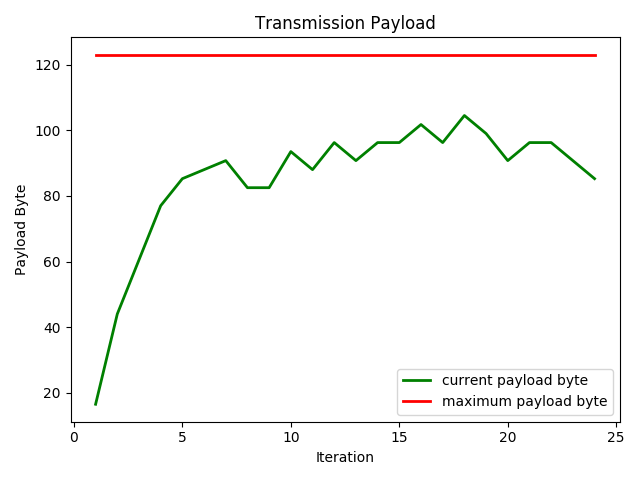 Transmission Payload
120
100
80
60
40
20
Payload Byte
0
5
10
15
20
25
Iteration
current payload byte
maximum payload byte